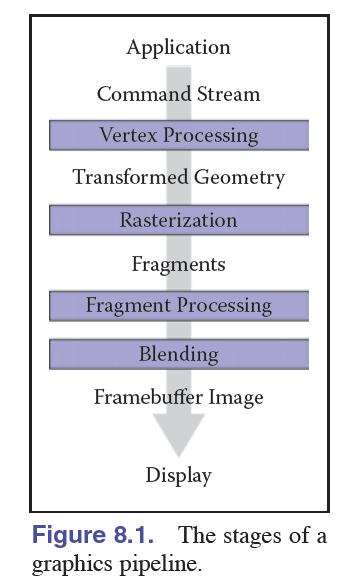 Application
Command Stream
Vertex Processing
Transformed Geometry
Rasterization
Fragments
Fragment Processing
Blending
Framebuffer Image
Display
Figure 8.1. The stages of a
graphics pipeline.